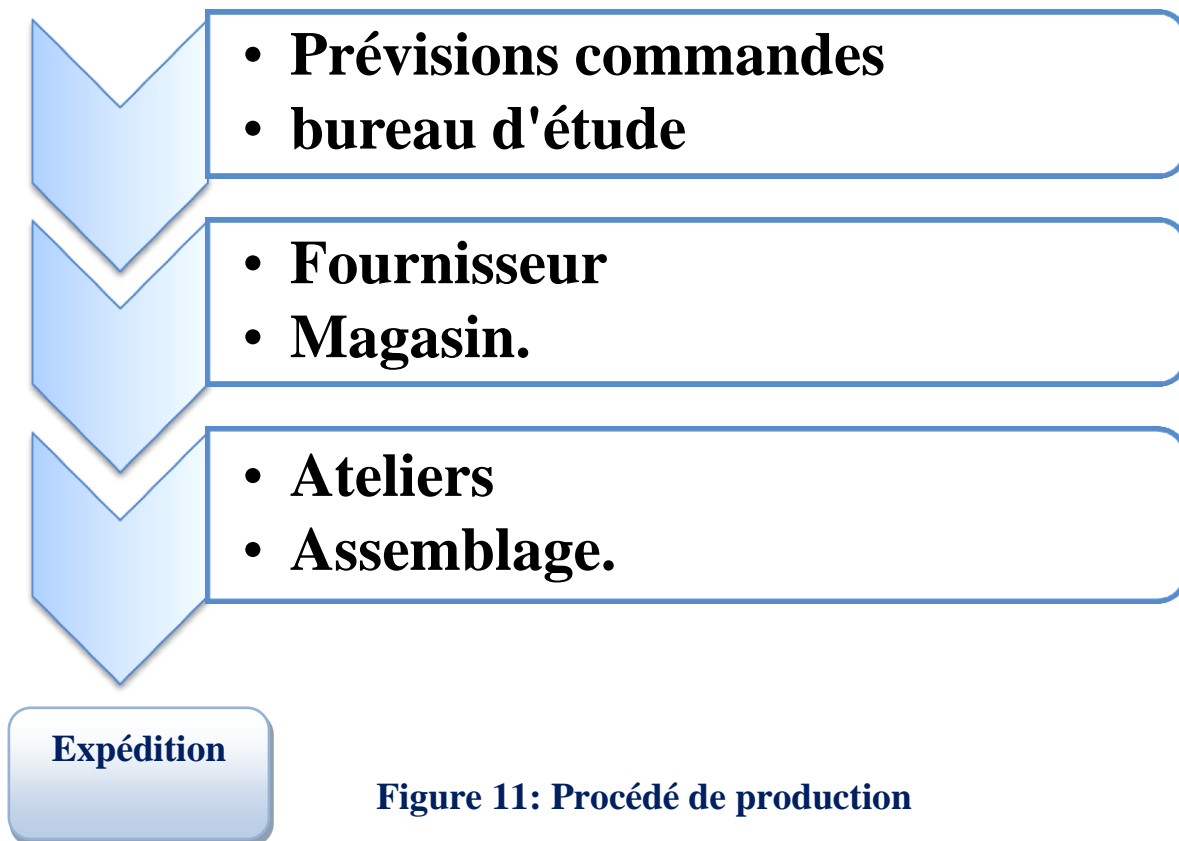 • Prévisions commandes
• bureau d'étude
• Fournisseur
• Magasin.
• Ateliers
• Assemblage.
Expédition
Figure 11: Procédé de production